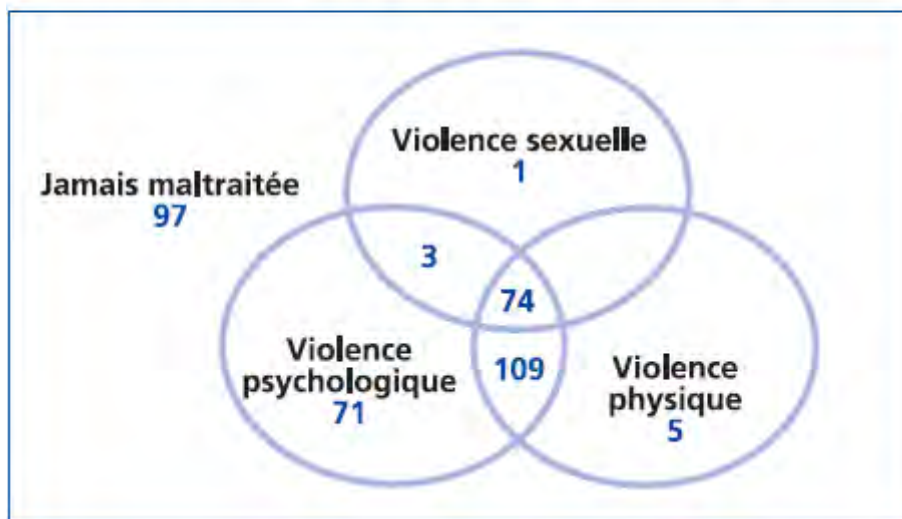 Violence sexuelle
1
Jamais maltraitée
97
3
74
Violence
psychologique
71
109
Violence
physique
5